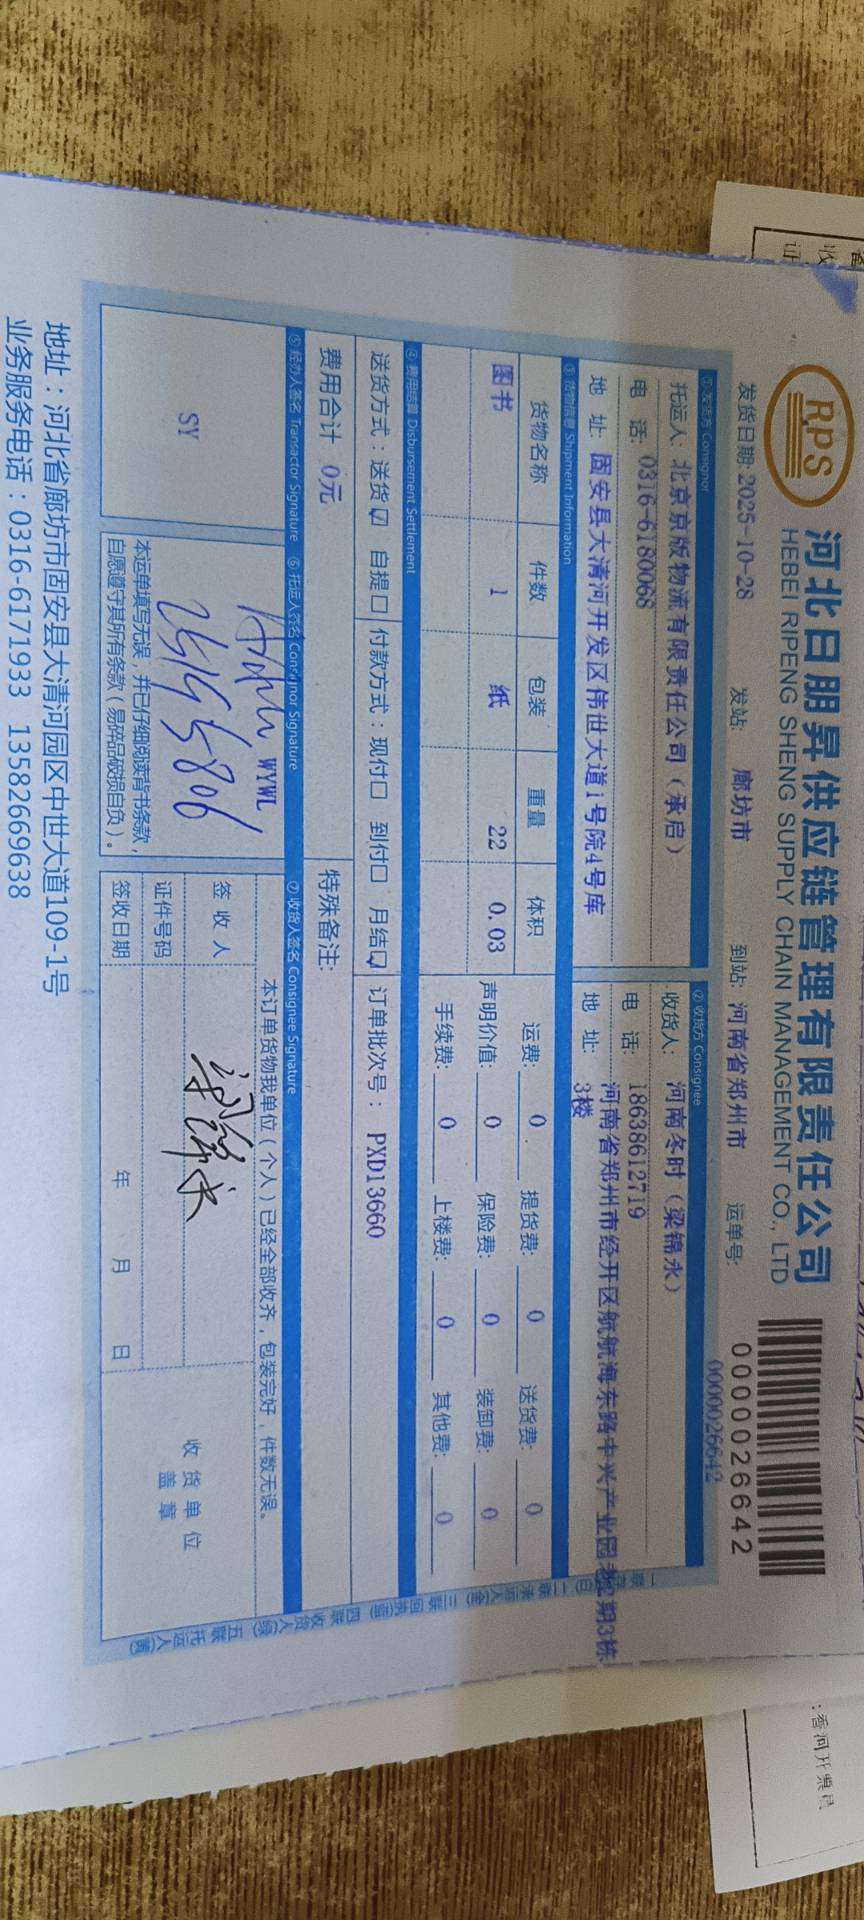 RPS
河北日朋昇供应链管理有限责任公司
HEBEI RIPENG SHENG SUPPLY CHAIN MANAGEMENT CO., LTD
0000026642
发货日期: 2025-10-28 发站: 廊坊市 到站: 河南省郑州市 运单号:
0000026642
① 发货方 Consignor
② 收货方 Consignee
托运人: 北京京版物流有限责任公司（承启）
收货人: 河南冬时（梁锦永）
电 话: 0316-6180068
电 话: 18638612719
地 址: 固安县大清河开发区伟世大道1号院4号库
地 址: 河南省郑州市经开区航航海东路中兴产业园港2期3栋
3楼
③ 货物信息 Shipment Information
货物名称 件数 包装 重量 体积
图书 1 纸 22 0.03
运费: 0 提货费: 0 送货费: 0
声明价值: 0 保险费: 0 装卸费: 0
手续费: 0 上楼费: 0 其他费: 0
④ 费用结算 Disbursement Settlement
送货方式：送货☑ 自提□ 付款方式：现付□ 到付□ 月结☑ 订单批次号： PXD13660
费用合计 0元
特殊备注:
⑤ 经办人签名 Transactor Signature
⑥ 托运人签名 Consignor Signature
⑦ 收货人签名 Consignee Signature
SY
WYWL
本运单填写无误，并已仔细阅读背书条款，
自愿遵守其所有条款（易碎品破损自负）。
本订单货物我单位（个人）已经全部收齐，包装完好，件数无误。
签 收 人 梁锦永
证件号码
签收日期 年 月 日
收 货 单 位
盖 章
地址：河北省廊坊市固安县大清河园区中世大道109-1号
业务服务电话：0316-6171933 13582669638
：香河开票已